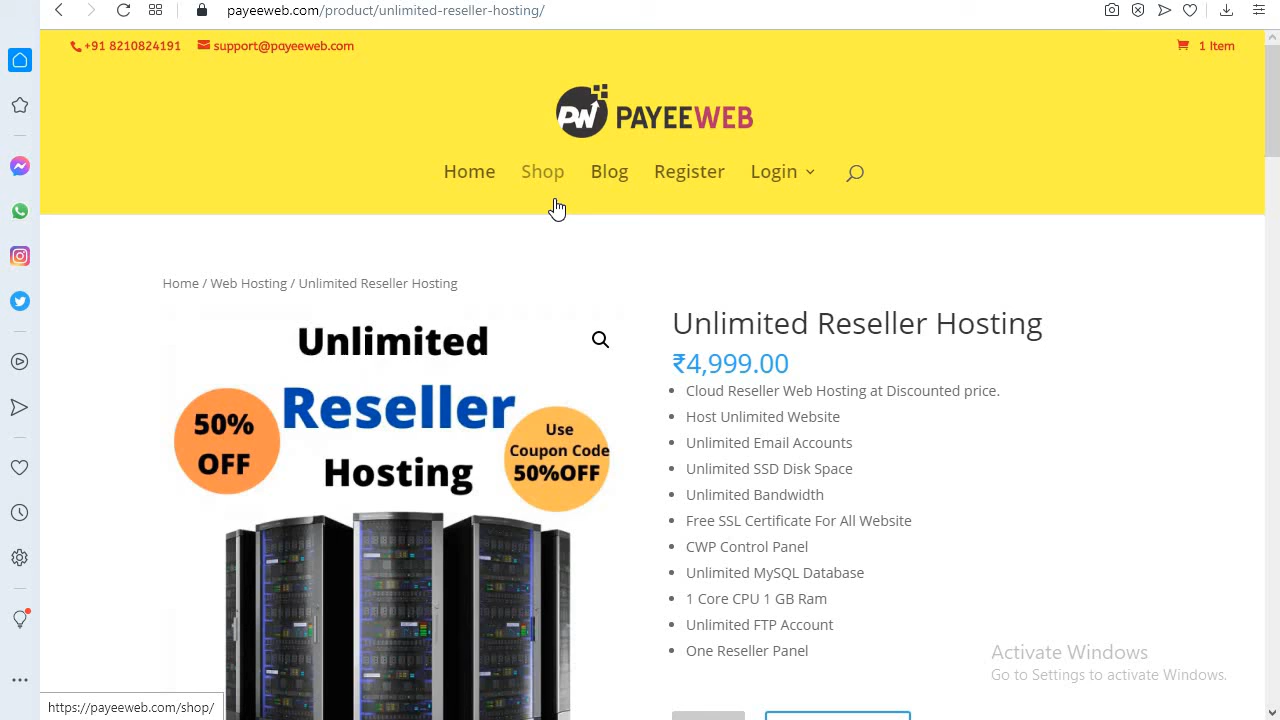 payeeweb.com/product/unlimited-reseller-hosting/
+91 8210824191 support@payeeweb.com 1 Item
PW PAYEEWEB
Home Shop Blog Register Login
Home / Web Hosting / Unlimited Reseller Hosting
Unlimited
Reseller
Hosting
50%
OFF
Use
Coupon Code
50%OFF
Unlimited Reseller Hosting
₹4,999.00
Cloud Reseller Web Hosting at Discounted price.
Host Unlimited Website
Unlimited Email Accounts
Unlimited SSD Disk Space
Unlimited Bandwidth
Free SSL Certificate For All Website
CWP Control Panel
Unlimited MySQL Database
1 Core CPU 1 GB Ram
Unlimited FTP Account
One Reseller Panel
Activate Windows
Go to Settings to activate Windows.
https://payeeweb.com/shop/